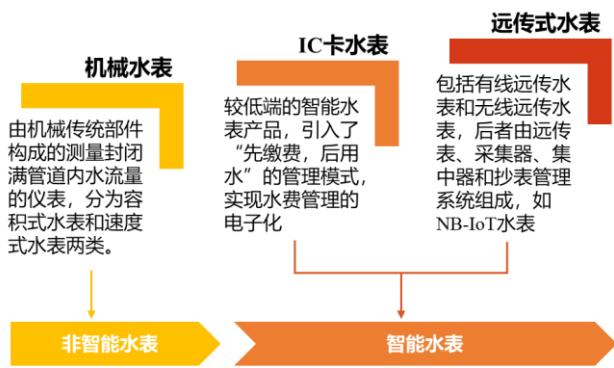 机械水表
由机械传统部件
构成的测量封闭
满管道内水流量
的仪表，分为容
积式水表和速度
式水表两类。
IC卡水表
较低端的智能水
表产品，引入了
“先缴费，后用
水”的管理模式，
实现水费管理的
电子化
远传式水表
包括有线远传水
表和无线远传水
表，后者由远传
表、采集器、集
中器和抄表管理
系统组成，如
NB-IoT水表
非智能水表
智能水表